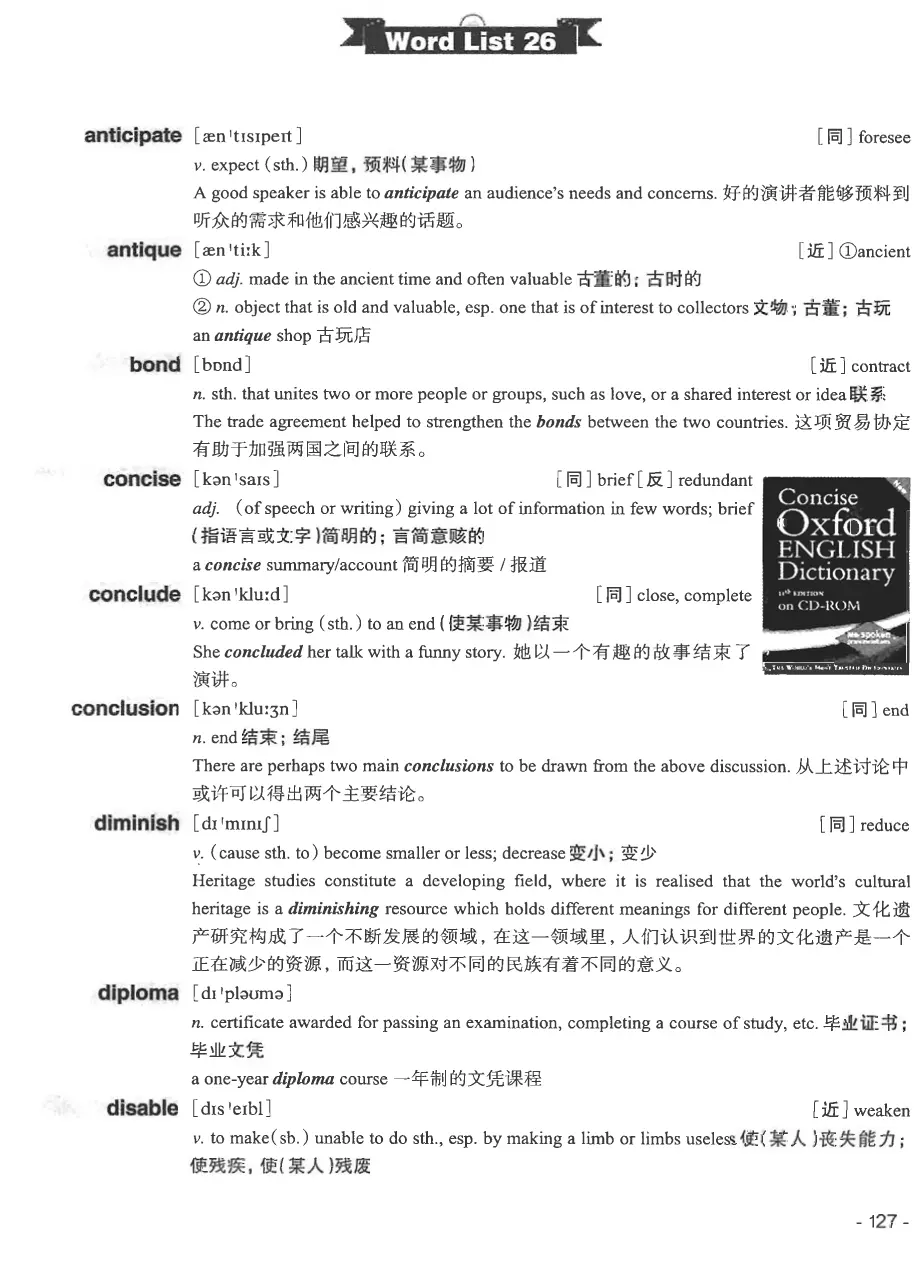 Word List 26
anticipate [ænˈtɪsɪpeɪt] [同] foresee
v. expect (sth.) 期望，预料(某事物)
A good speaker is able to anticipate an audience's needs and concerns. 好的演讲者能够预料到
听众的需求和他们感兴趣的话题。
antique [ænˈtiːk] [近] ①ancient
① adj. made in the ancient time and often valuable 古董的；古时的
② n. object that is old and valuable, esp. one that is of interest to collectors 文物；古董；古玩
an antique shop 古玩店
bond [bɒnd] [近] contract
n. sth. that unites two or more people or groups, such as love, or a shared interest or idea 联系
The trade agreement helped to strengthen the bonds between the two countries. 这项贸易协定
有助于加强两国之间的联系。
concise [kənˈsaɪs] [同] brief [反] redundant
adj. (of speech or writing) giving a lot of information in few words; brief
(指语言或文字)简明的；言简意赅的
a concise summary/account 简明的摘要 / 报道
New
Concise
Oxford
ENGLISH
Dictionary
11th EDITION
on CD-ROM
conclude [kənˈkluːd] [同] close, complete
v. come or bring (sth.) to an end (使某事物)结束
She concluded her talk with a funny story. 她以一个有趣的故事结束了
演讲。
conclusion [kənˈkluːʒn] [同] end
n. end 结束；结尾
There are perhaps two main conclusions to be drawn from the above discussion. 从上述讨论中
或许可以得出两个主要结论。
diminish [dɪˈmɪnɪʃ] [同] reduce
v. (cause sth. to) become smaller or less; decrease 变小；变少
Heritage studies constitute a developing field, where it is realised that the world's cultural
heritage is a diminishing resource which holds different meanings for different people. 文化遗
产研究构成了一个不断发展的领域，在这一领域里，人们认识到世界的文化遗产是一个
正在减少的资源，而这一资源对不同的民族有着不同的意义。
diploma [dɪˈpləʊmə]
n. certificate awarded for passing an examination, completing a course of study, etc. 毕业证书；
毕业文凭
a one-year diploma course 一年制的文凭课程
disable [dɪsˈeɪbl] [近] weaken
v. to make(sb.) unable to do sth., esp. by making a limb or limbs useless 使(某人)丧失能力；
使残疾，使(某人)残废
- 127 -